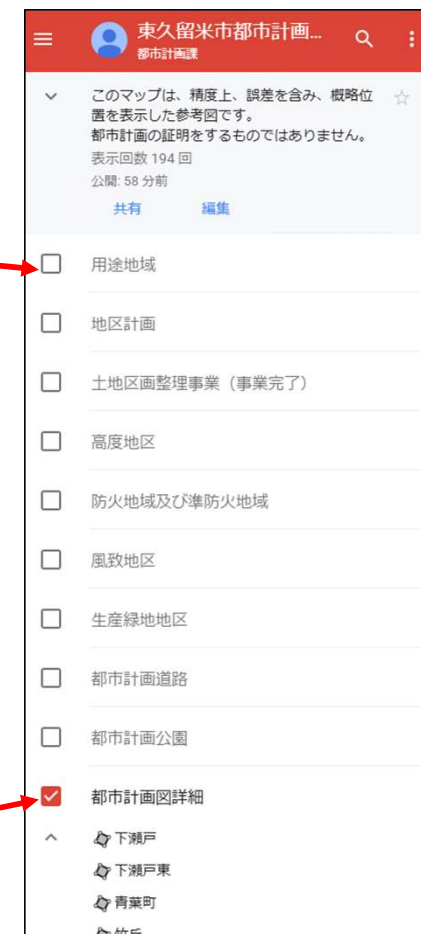 東久留米市都市計画...
都市計画課
このマップは、精度上、誤差を含み、概略位
置を表示した参考図です。
都市計画の証明をするものではありません。
表示回数 194 回
公開: 58 分前
共有 編集
用途地域
地区計画
土地区画整理事業（事業完了）
高度地区
防火地域及び準防火地域
風致地区
生産緑地地区
都市計画道路
都市計画公園
都市計画図詳細
下瀬戸
下瀬戸東
青葉町